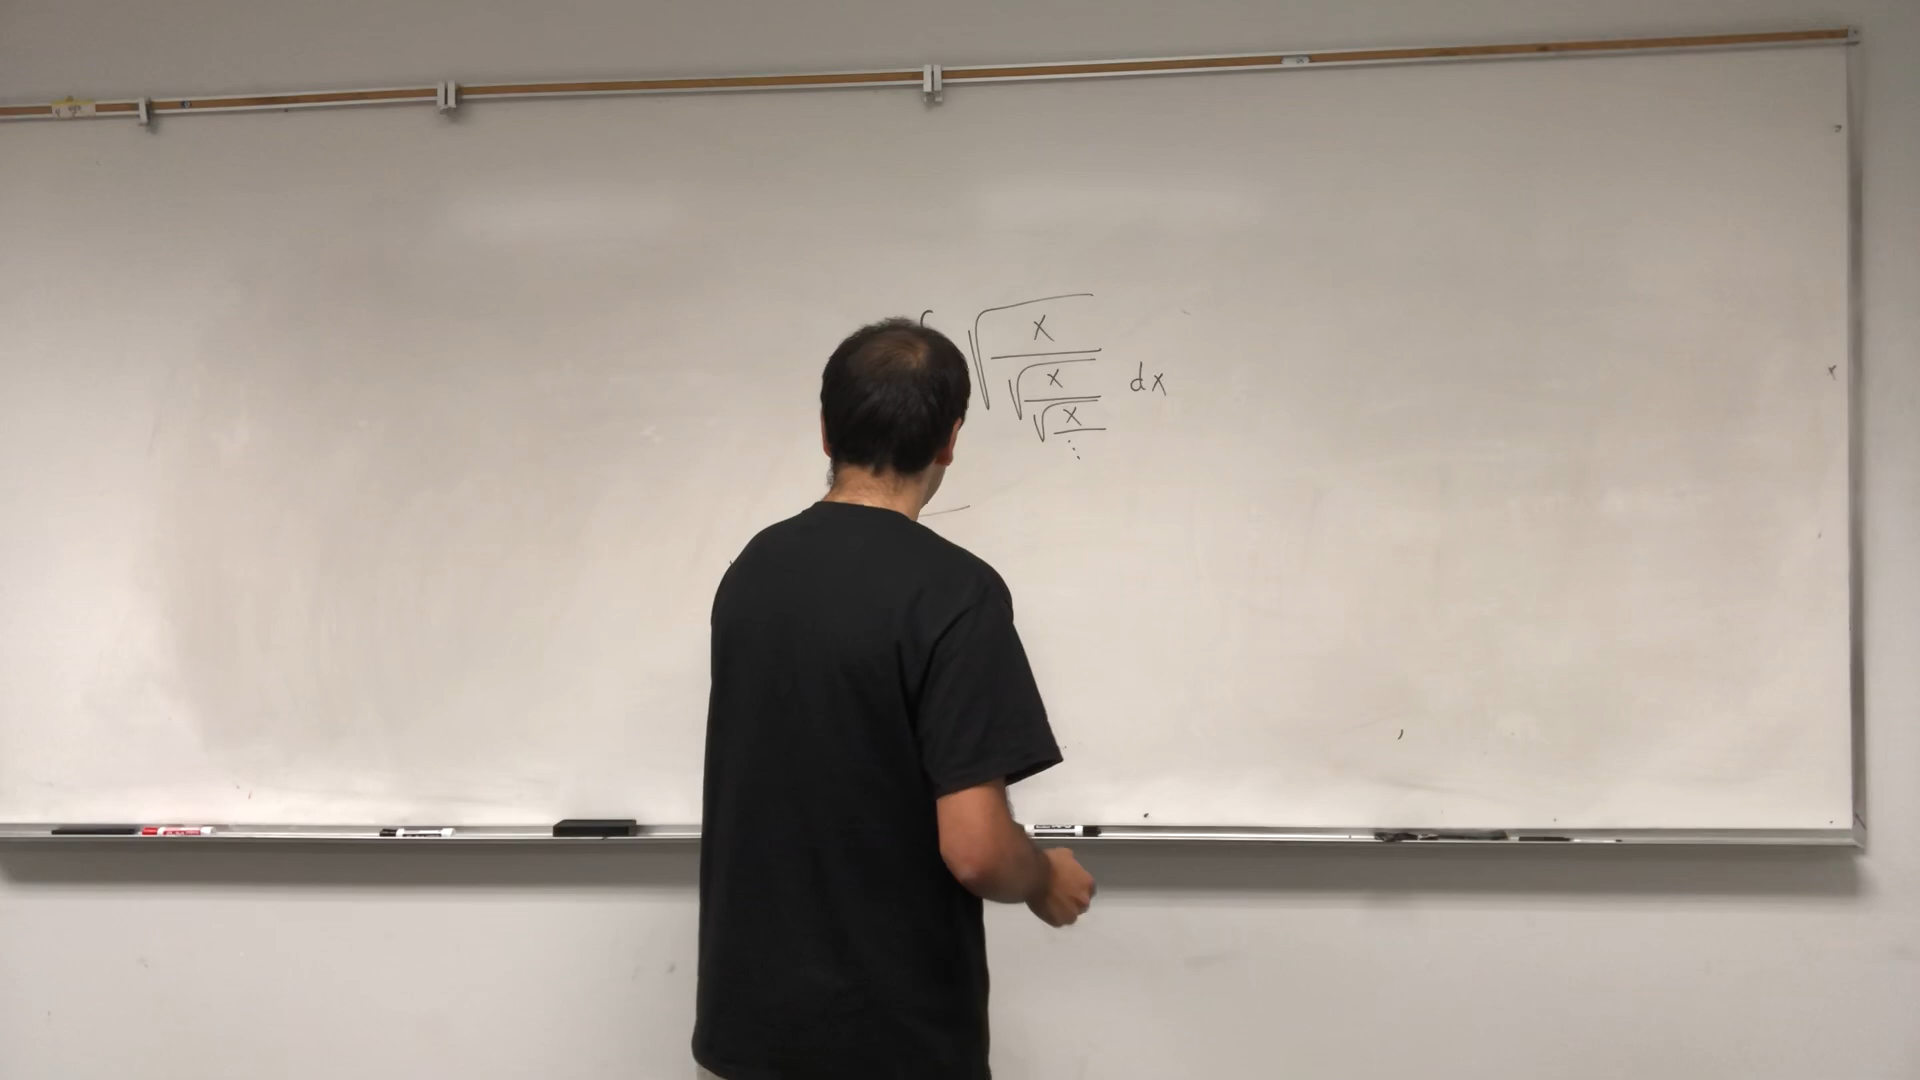 ∫ √(x/√(x/√(x/⋱))) dx